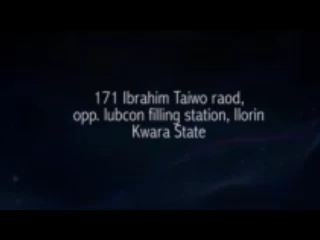 171 Ibrahim Taiwo raod,
opp. lubcon filling station, Ilorin
Kwara State